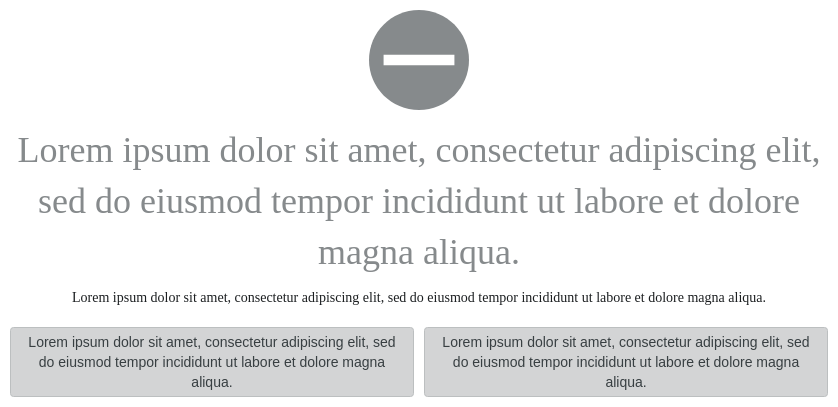 Lorem ipsum dolor sit amet, consectetur adipiscing elit,
sed do eiusmod tempor incididunt ut labore et dolore
magna aliqua.
Lorem ipsum dolor sit amet, consectetur adipiscing elit, sed do eiusmod tempor incididunt ut labore et dolore magna aliqua.
Lorem ipsum dolor sit amet, consectetur adipiscing elit, sed
do eiusmod tempor incididunt ut labore et dolore magna
aliqua.
Lorem ipsum dolor sit amet, consectetur adipiscing elit, sed
do eiusmod tempor incididunt ut labore et dolore magna
aliqua.